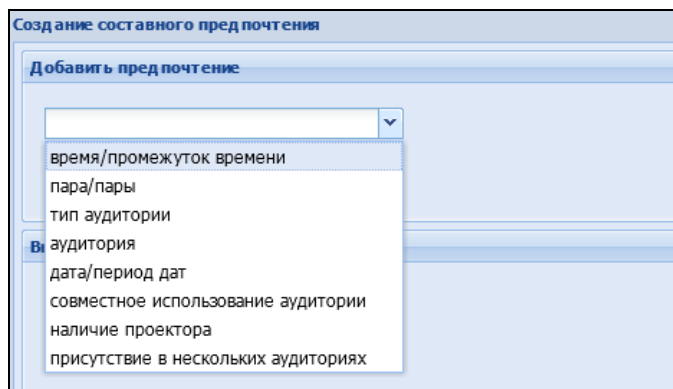 Создание составного предпочтения
Добавить предпочтение
время/промежуток времени
пара/пары
тип аудитории
аудитория
дата/период дат
совместное использование аудитории
наличие проектора
присутствие в нескольких аудиториях